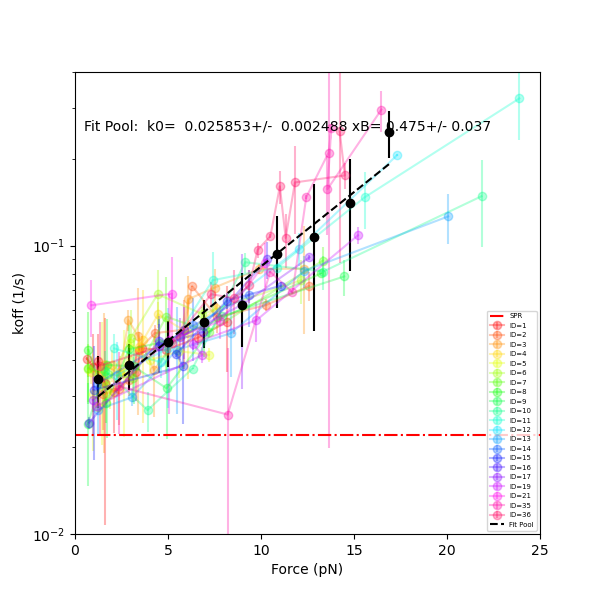 Fit Pool:  k0=  0.025853+/-  0.002488 xB= 0.475+/- 0.037
koff (1/s)
10⁻¹
10⁻²
0
5
10
15
20
25
Force (pN)
SPR
ID=1
ID=2
ID=3
ID=4
ID=5
ID=6
ID=7
ID=8
ID=9
ID=10
ID=11
ID=12
ID=13
ID=14
ID=15
ID=16
ID=17
ID=19
ID=21
ID=35
ID=36
Fit Pool